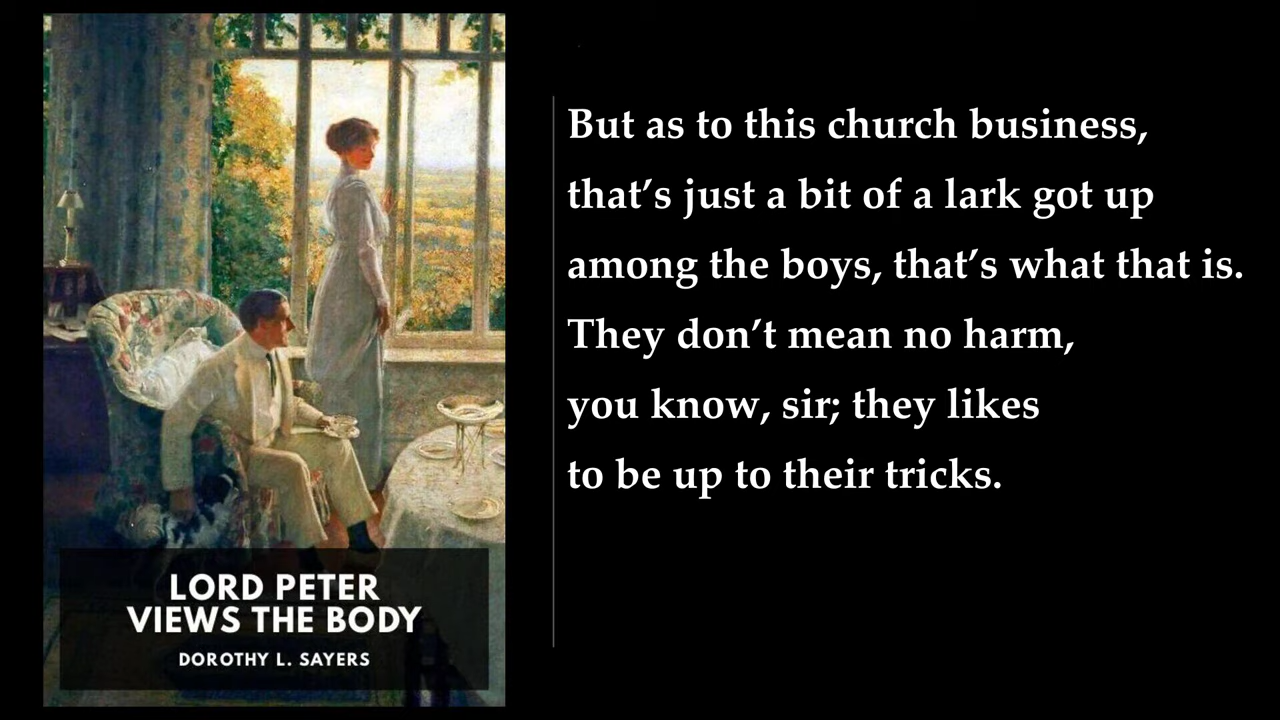 But as to this church business,
that’s just a bit of a lark got up
among the boys, that’s what that is.
They don’t mean no harm,
you know, sir; they likes
to be up to their tricks.
LORD PETER
VIEWS THE BODY
DOROTHY L. SAYERS